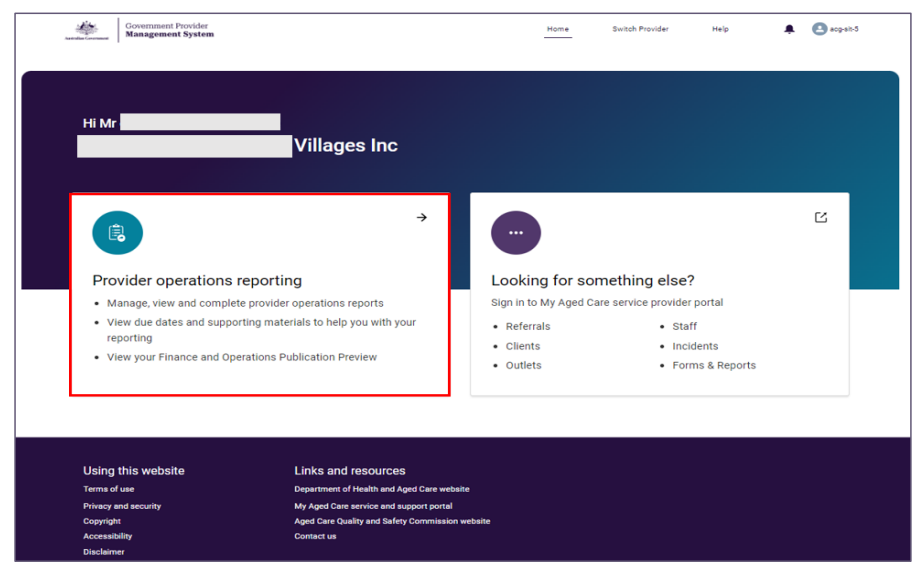 Australian Government
Government Provider
Management System
Home
Switch Provider
Help
acg-sit-5
Hi Mr
Villages Inc
Provider operations reporting
Manage, view and complete provider operations reports
View due dates and supporting materials to help you with your
reporting
View your Finance and Operations Publication Preview
Looking for something else?
Sign in to My Aged Care service provider portal
Referrals
Clients
Outlets
Staff
Incidents
Forms & Reports
Using this website
Terms of use
Privacy and security
Copyright
Accessibility
Disclaimer
Links and resources
Department of Health and Aged Care website
My Aged Care service and support portal
Aged Care Quality and Safety Commission website
Contact us